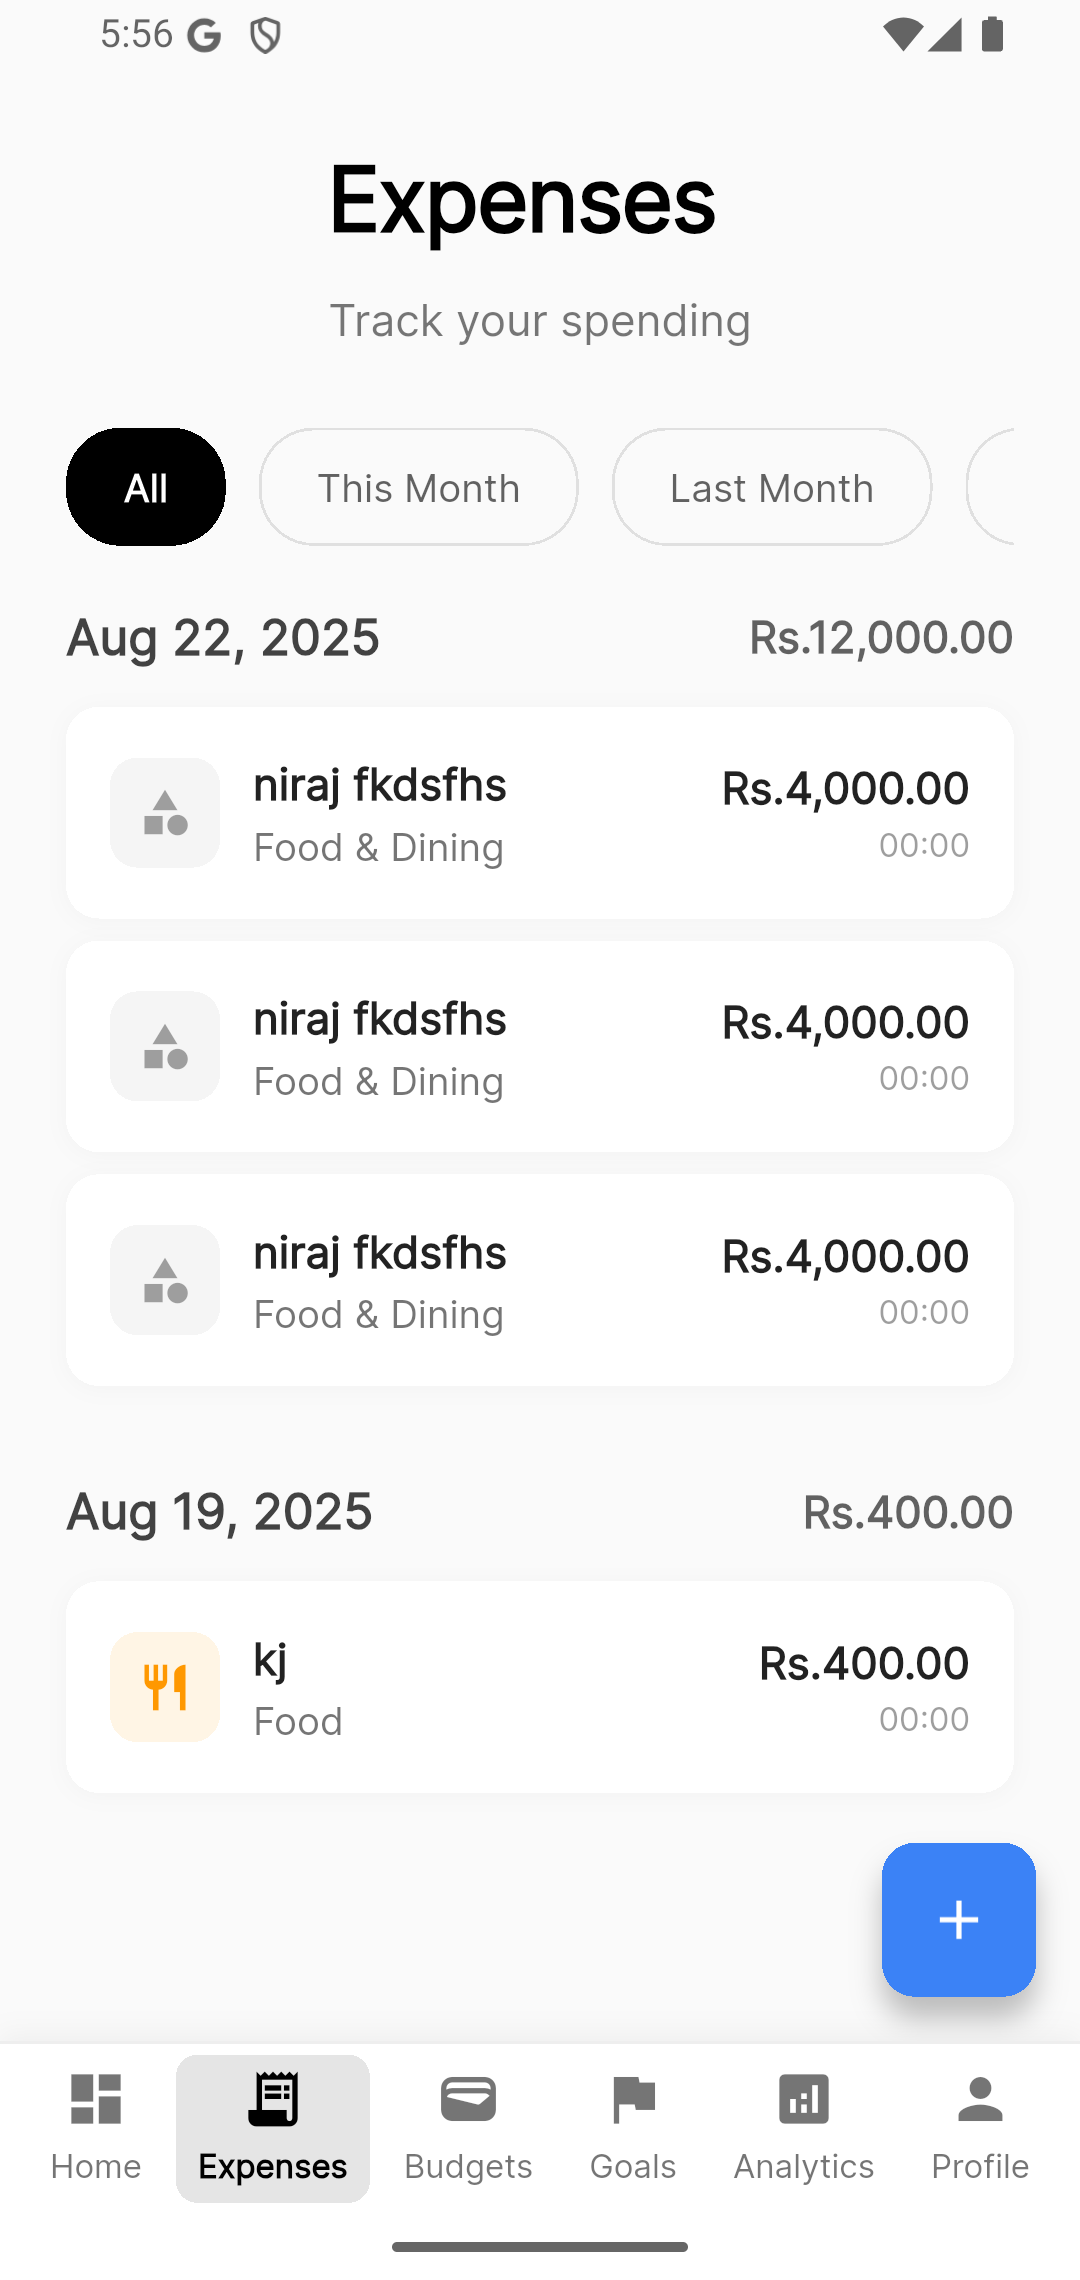 5:56
Expenses
Track your spending
All This Month Last Month
Aug 22, 2025 Rs.12,000.00
niraj fkdsfhs Rs.4,000.00
Food & Dining 00:00
niraj fkdsfhs Rs.4,000.00
Food & Dining 00:00
niraj fkdsfhs Rs.4,000.00
Food & Dining 00:00
Aug 19, 2025 Rs.400.00
kj Rs.400.00
Food 00:00
Home Expenses Budgets Goals Analytics Profile